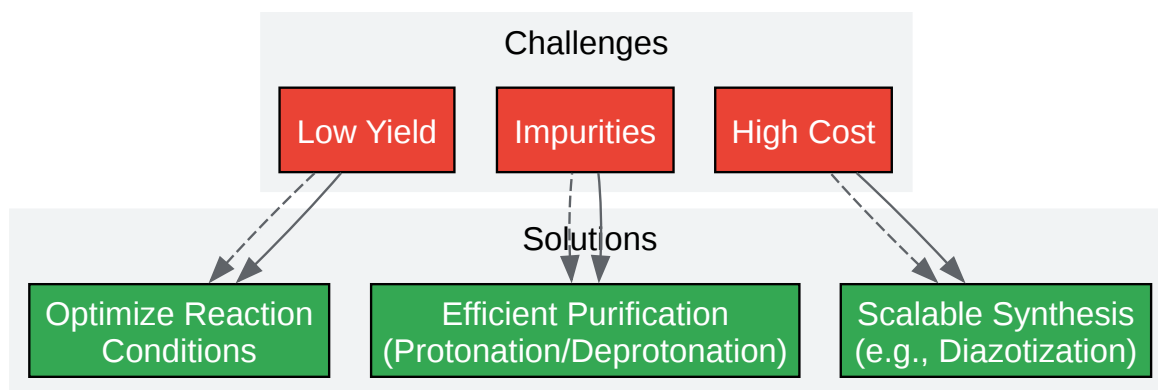 Challenges
Low Yield
Impurities
High Cost
Solutions
Optimize Reaction
Conditions
Efficient Purification
(Protonation/Deprotonation)
Scalable Synthesis
(e.g., Diazotization)